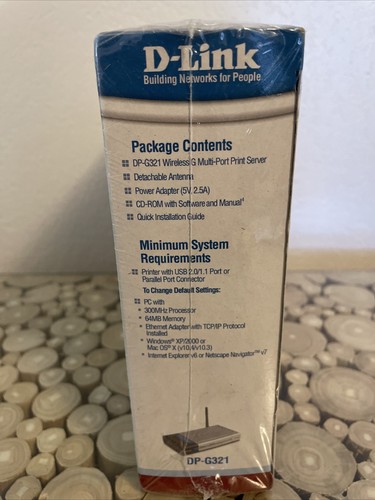 D-Link
Building Networks for People
Package Contents
DP-G321 Wireless G Multi-Port Print Server
Detachable Antenna
Power Adapter (5V, 2.5A)
CD-ROM with Software and Manual¹
Quick Installation Guide
Minimum System
Requirements
Printer with USB 2.0/1.1 Port or
Parallel Port Connector
To Change Default Settings:
PC with
• 300MHz Processor
• 64MB Memory
• Ethernet Adapter with TCP/IP Protocol
Installed
• Windows® XP/2000 or
Mac OS® X (v10.4/v10.3)
• Internet Explorer v6 or Netscape Navigator™ v7
DP-G321